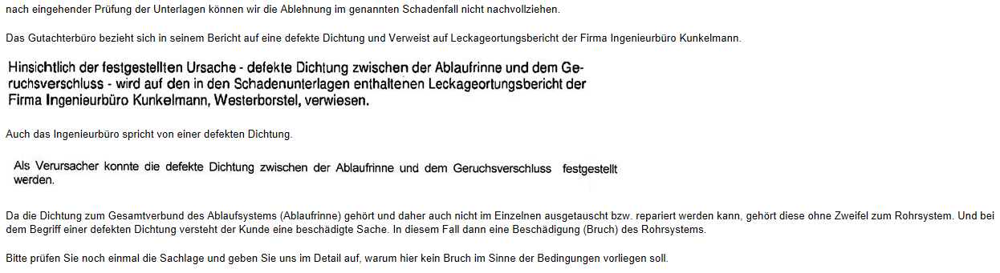 nach eingehender Prüfung der Unterlagen können wir die Ablehnung im genannten Schadenfall nicht nachvollziehen.
Das Gutachterbüro bezieht sich in seinem Bericht auf eine defekte Dichtung und Verweist auf Leckageortungsbericht der Firma Ingenieurbüro Kunkelmann.
Hinsichtlich der festgestellten Ursache - defekte Dichtung zwischen der Ablaufrinne und dem Ge-
ruchsverschluss - wird auf den in den Schadenunterlagen enthaltenen Leckageortungsbericht der
Firma Ingenieurbüro Kunkelmann, Westerborstel, verwiesen.
Auch das Ingenieurbüro spricht von einer defekten Dichtung.
Als Verursacher konnte die defekte Dichtung zwischen der Ablaufrinne und dem Geruchsverschluss festgestellt
werden.
Da die Dichtung zum Gesamtverbund des Ablaufsystems (Ablaufrinne) gehört und daher auch nicht im Einzelnen ausgetauscht bzw. repariert werden kann, gehört diese ohne Zweifel zum Rohrsystem. Und bei
dem Begriff einer defekten Dichtung versteht der Kunde eine beschädigte Sache. In diesem Fall dann eine Beschädigung (Bruch) des Rohrsystems.
Bitte prüfen Sie noch einmal die Sachlage und geben Sie uns im Detail auf, warum hier kein Bruch im Sinne der Bedingungen vorliegen soll.